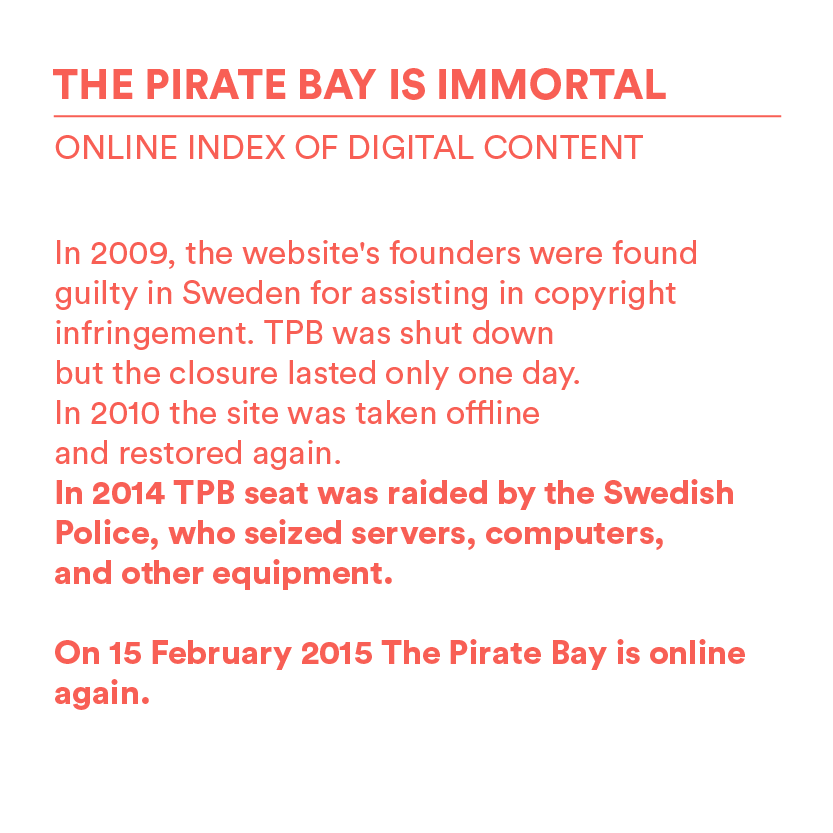 THE PIRATE BAY IS IMMORTAL
ONLINE INDEX OF DIGITAL CONTENT
In 2009, the website's founders were found
guilty in Sweden for assisting in copyright
infringement. TPB was shut down
but the closure lasted only one day.
In 2010 the site was taken offline
and restored again.
In 2014 TPB seat was raided by the Swedish
Police, who seized servers, computers,
and other equipment.
On 15 February 2015 The Pirate Bay is online
again.